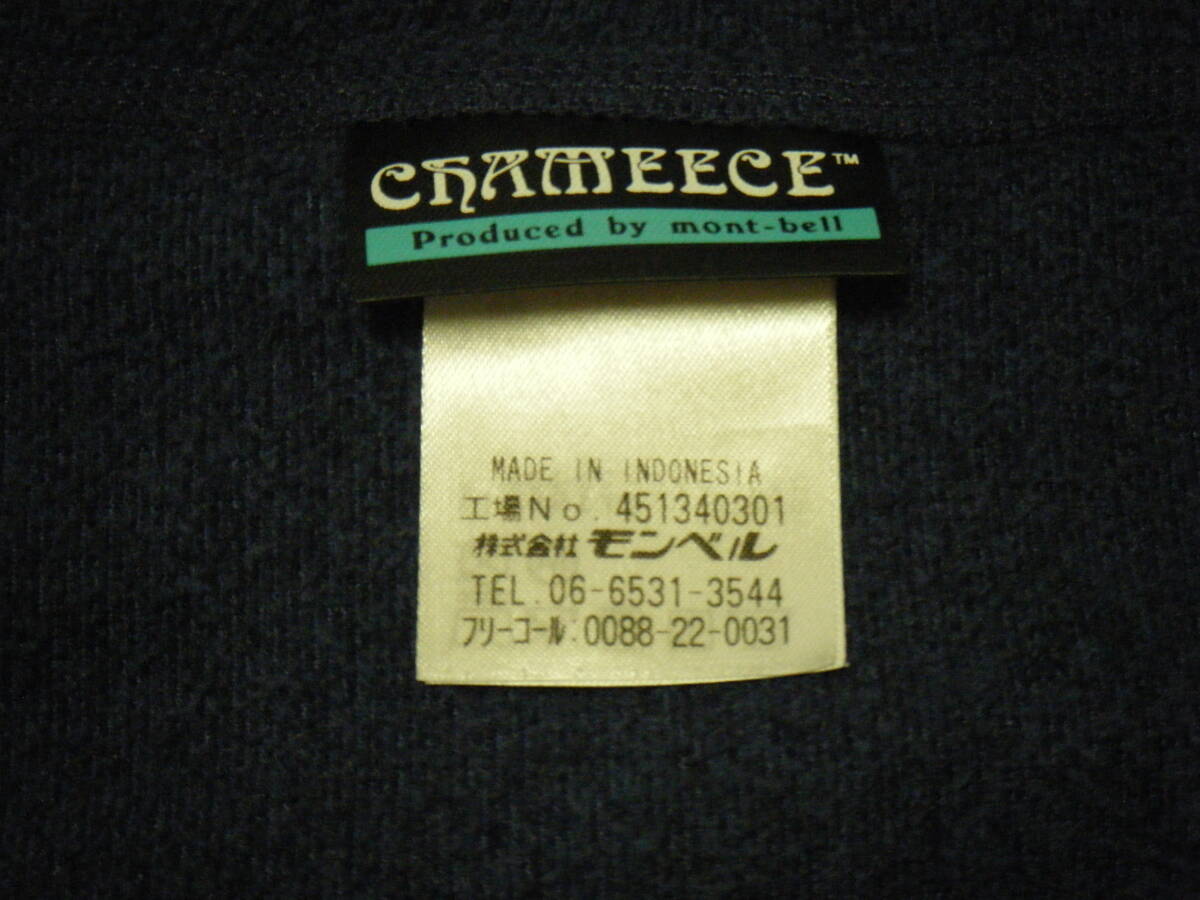 CHAMEECE™
Produced by mont-bell
MADE IN INDONESIA
工場No. 451340301
株式会社 モンベル
TEL.06-6531-3544
フリーコール:0088-22-0031